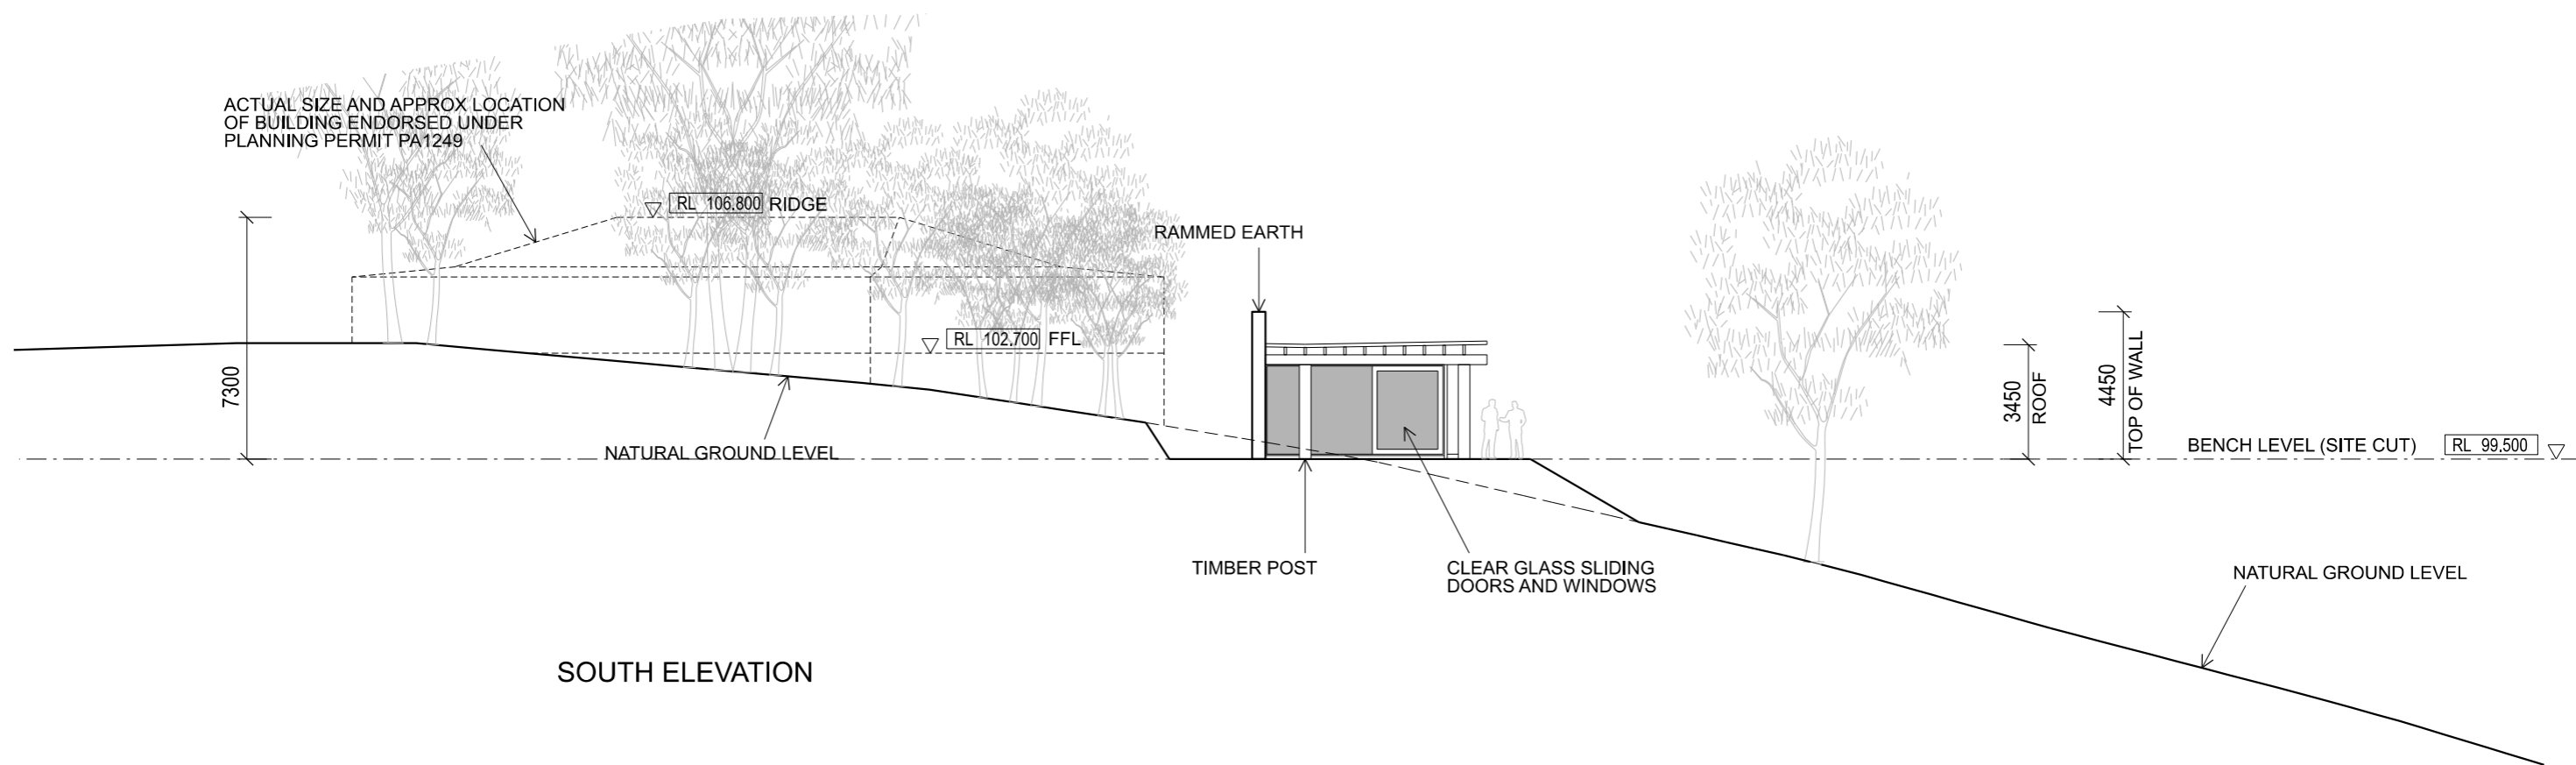 ACTUAL SIZE AND APPROX LOCATION
OF BUILDING ENDORSED UNDER
PLANNING PERMIT PA1249
RL 106.800 RIDGE
RAMMED EARTH
RL 102.700 FFL
7300
3450
ROOF
4450
TOP OF WALL
NATURAL GROUND LEVEL
BENCH LEVEL (SITE CUT) RL 99.500
TIMBER POST
CLEAR GLASS SLIDING
DOORS AND WINDOWS
NATURAL GROUND LEVEL
SOUTH ELEVATION